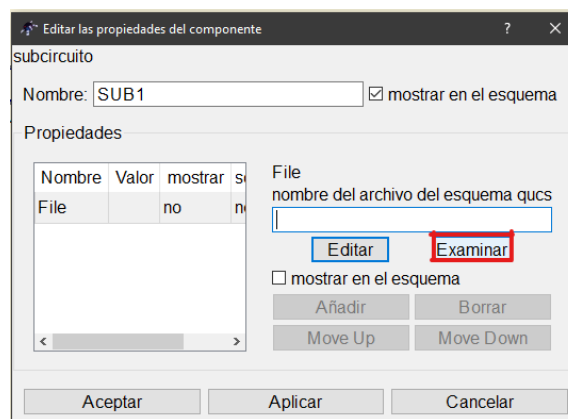 Editar las propiedades del componente ? ×
subcircuito
Nombre: SUB1 mostrar en el esquema
Propiedades
Nombre Valor mostrar
File no
File
nombre del archivo del esquema qucs
Editar Examinar
mostrar en el esquema
Añadir Borrar
Move Up Move Down
Aceptar Aplicar Cancelar